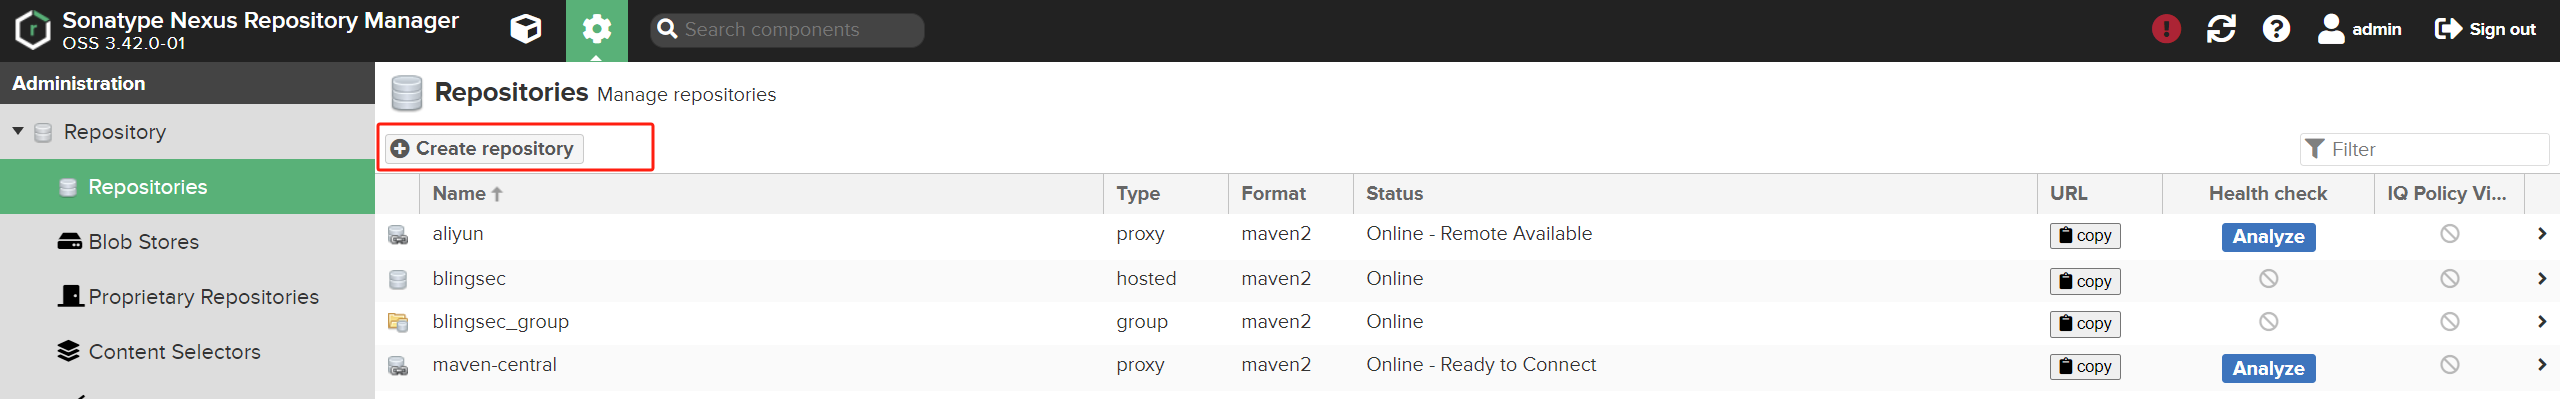 Sonatype Nexus Repository Manager
OSS 3.42.0-01
Search components
admin
Sign out
Administration
Repository
Repositories
Blob Stores
Proprietary Repositories
Content Selectors
Repositories Manage repositories
Create repository
Filter
Name Type Format Status URL Health check IQ Policy Vi...
aliyun proxy maven2 Online - Remote Available copy Analyze
blingsec hosted maven2 Online copy
blingsec_group group maven2 Online copy
maven-central proxy maven2 Online - Ready to Connect copy Analyze